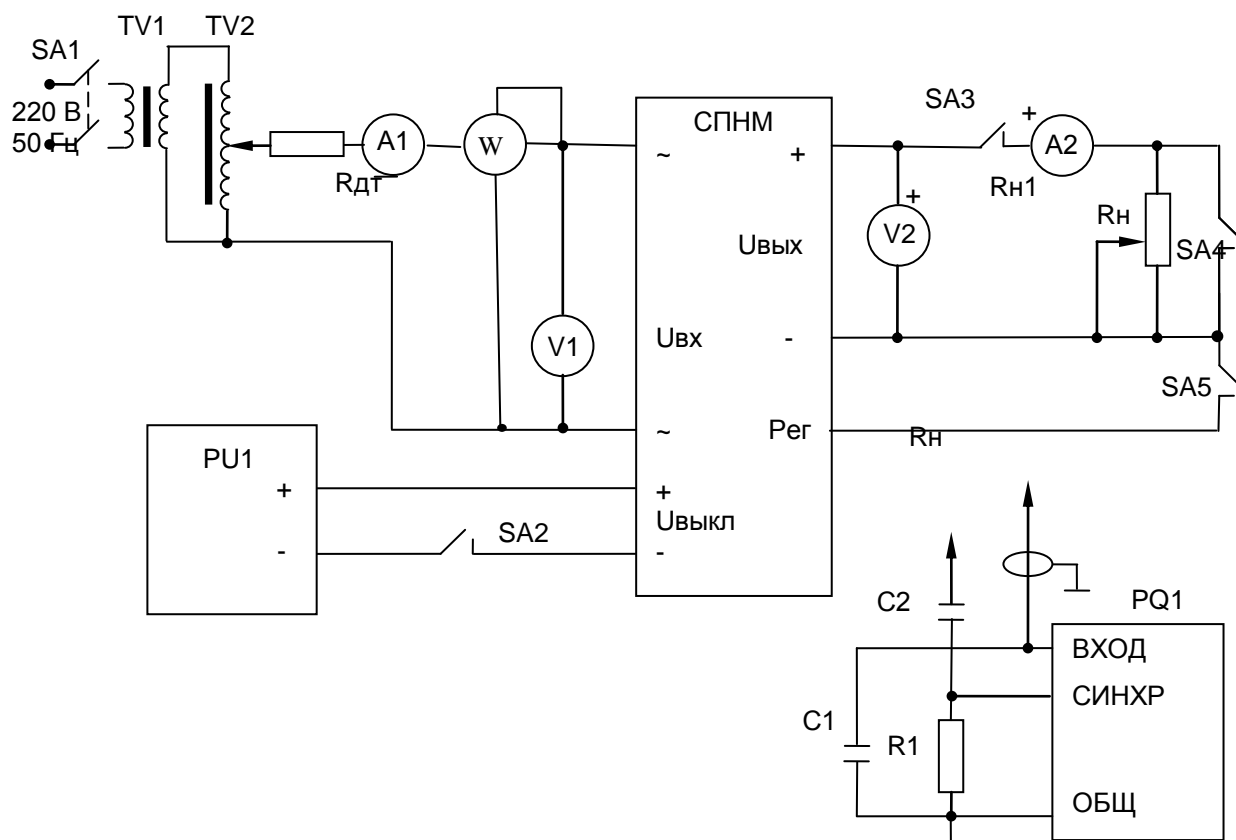 TV1
TV2
SA1
220 В
50 Гц
Rдт
A1
W
V1
СПНМ
~
+
Uвых
Uвх
-
~
Рег
+
Uвыкл
-
SA3
+
A2
Rн1
+
V2
Rн
SA4
SA5
Rн
PU1
+
-
SA2
C2
PQ1
ВХОД
СИНХР
C1
R1
ОБЩ